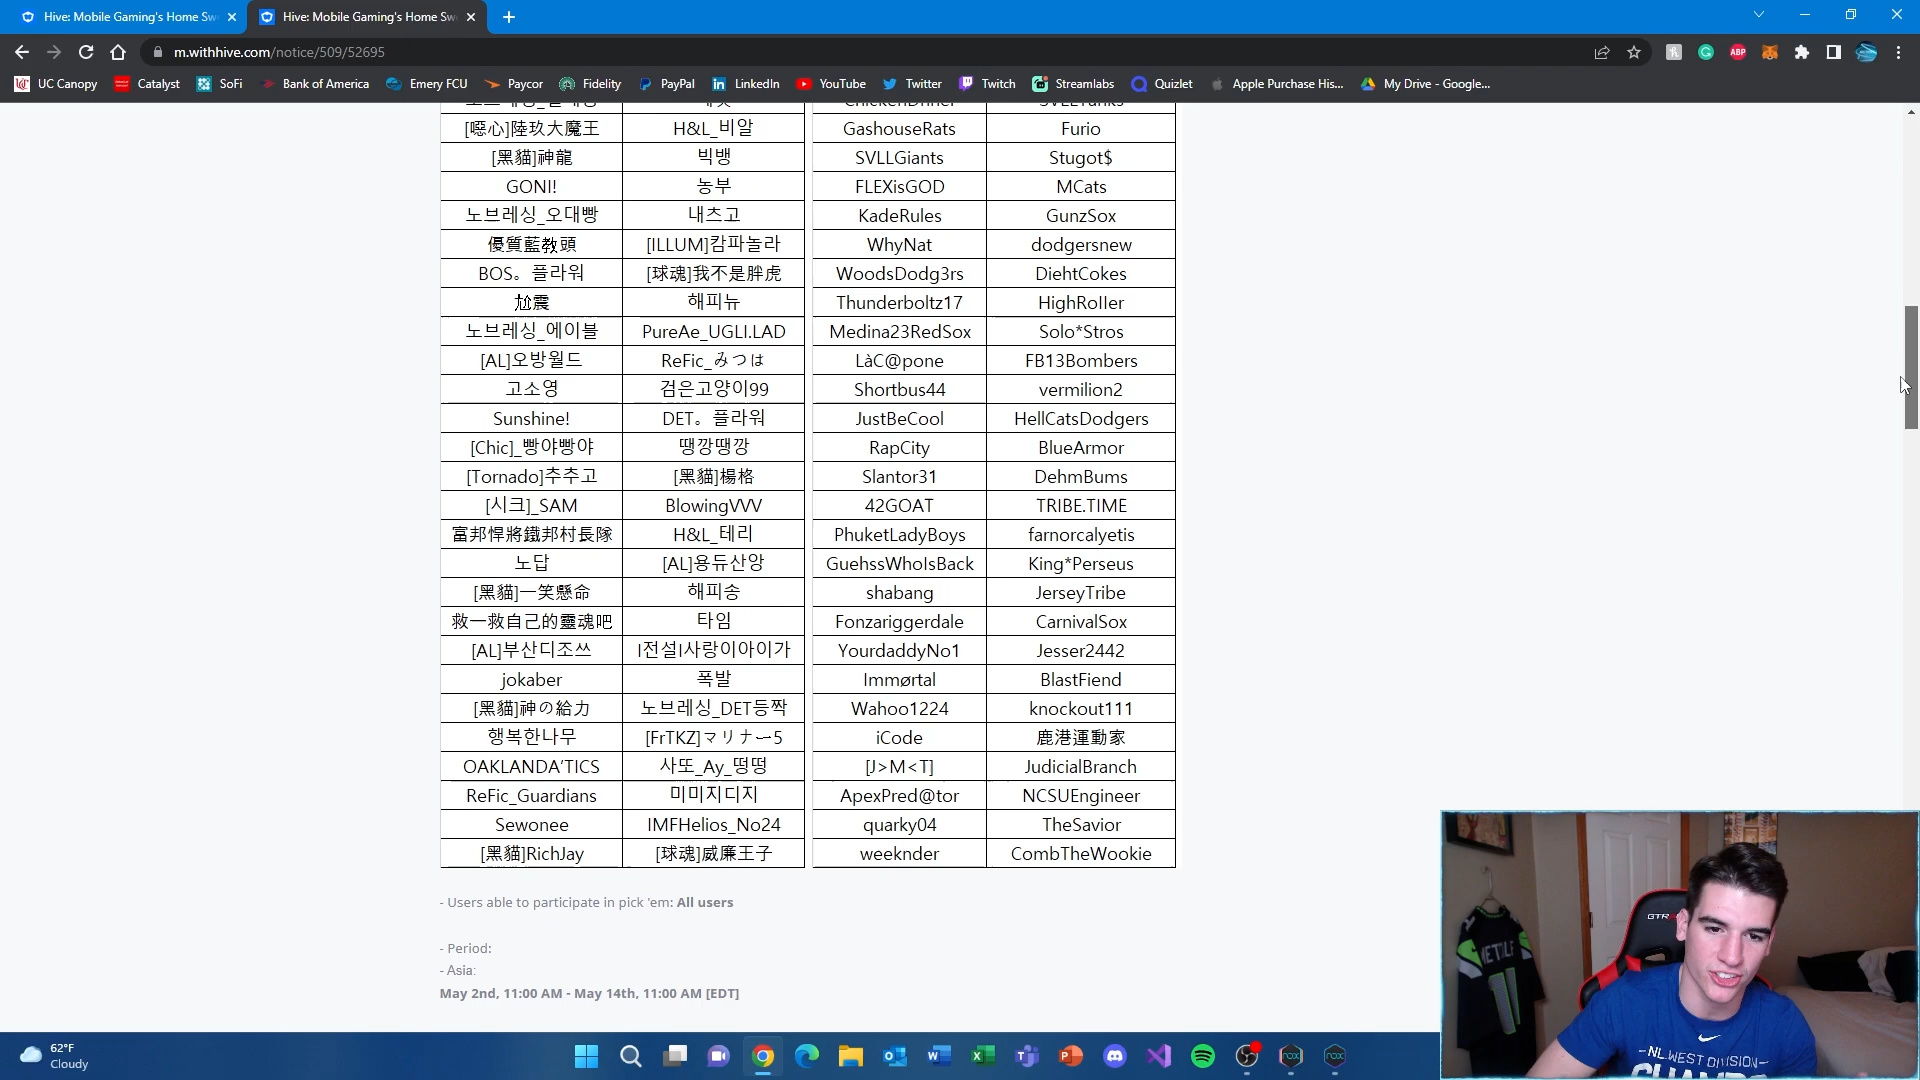 Hive: Mobile Gaming's Home Sw
Hive: Mobile Gaming's Home Sw
m.withhive.com/notice/509/52695
UC Canopy Catalyst SoFi Bank of America Emery FCU Paycor Fidelity PayPal LinkedIn YouTube Twitter Twitch Streamlabs Quizlet Apple Purchase His... My Drive - Google...
[噁心]陸玖大魔王 H&L_비알 GashouseRats Furio
[黑貓]神龍 빅뱅 SVLLGiants Stugot$
GONI! 농부 FLEXisGOD MCats
노브레싱_오대빵 내츠고 KadeRules GunzSox
優質藍教頭 [ILLUM]캄파놀라 WhyNat dodgersnew
BOS。플라워 [球魂]我不是胖虎 WoodsDodg3rs DiehtCokes
尬震 해피뉴 Thunderboltz17 HighRoller
노브레싱_에이블 PureAe_UGLI.LAD Medina23RedSox Solo*Stros
[AL]오방월드 ReFic_みつは LàC@pone FB13Bombers
고소영 검은고양이99 Shortbus44 vermilion2
Sunshine! DET。플라워 JustBeCool HellCatsDodgers
[Chic]_빵야빵야 땡깡땡깡 RapCity BlueArmor
[Tornado]추추고 [黑貓]楊格 Slantor31 DehmBums
[시크]_SAM BlowingVVV 42GOAT TRIBE.TIME
富邦悍將鐵邦村長隊 H&L_테리 PhuketLadyBoys farnorcalyetis
노답 [AL]용듀산앙 GuehssWhoIsBack King*Perseus
[黑貓]一笑懸命 해피송 shabang JerseyTribe
救一救自己的靈魂吧 타임 Fonzariggerdale CarnivalSox
[AL]부산디조쓰 I전설I사랑이아이가 YourdaddyNo1 Jesser2442
jokaber 폭발 Immørtal BlastFiend
[黑貓]神の給力 노브레싱_DET등짝 Wahoo1224 knockout111
행복한나무 [FrTKZ]マリナー5 iCode 鹿港運動家
OAKLANDA'TICS 사또_Ay_떵떵 [J>M<T] JudicialBranch
ReFic_Guardians 미미지디지 ApexPred@tor NCSUEngineer
Sewonee IMFHelios_No24 quarky04 TheSavior
[黑貓]RichJay [球魂]威廉王子 weeknder CombTheWookie
- Users able to participate in pick 'em: All users
- Period:
- Asia:
May 2nd, 11:00 AM - May 14th, 11:00 AM [EDT]
62°F
Cloudy
GTR
METCALF
NL WEST DIVISION